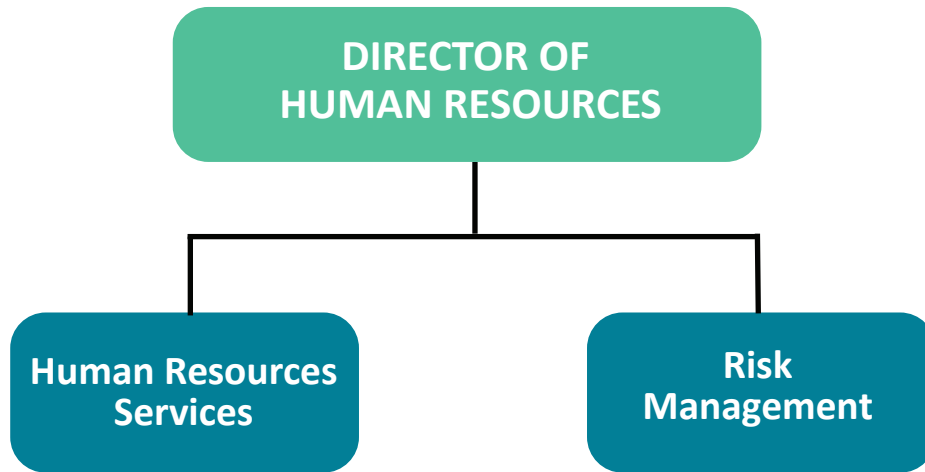 DIRECTOR OF
HUMAN RESOURCES
Human Resources
Services
Risk
Management